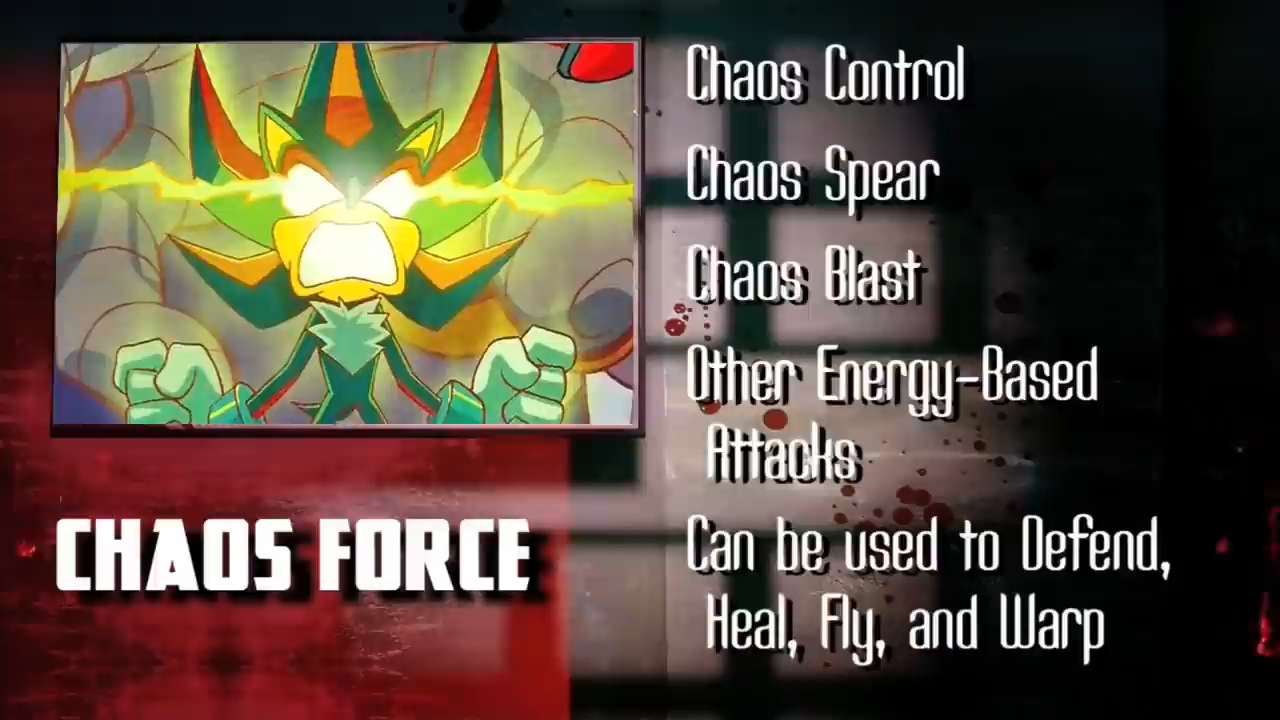 CHAOS FORCE
Chaos Control
Chaos Spear
Chaos Blast
Other Energy-Based
Attacks
Can be used to Defend,
Heal, Fly, and Warp